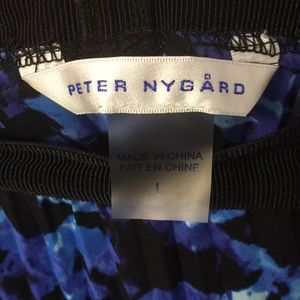 PETER NYGÅRD
MADE IN CHINA
FAIT EN CHINE
L